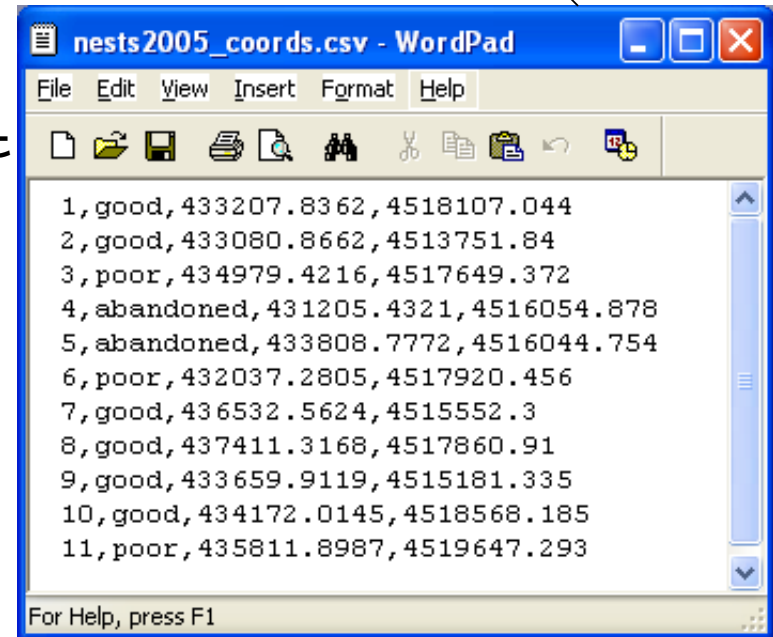 nests2005_coords.csv - WordPad
File Edit View Insert Format Help
1,good,433207.8362,4518107.044
2,good,433080.8662,4513751.84
3,poor,434979.4216,4517649.372
4,abandoned,431205.4321,4516054.878
5,abandoned,433808.7772,4516044.754
6,poor,432037.2805,4517920.456
7,good,436532.5624,4515552.3
8,good,437411.3168,4517860.91
9,good,433659.9119,4515181.335
10,good,434172.0145,4518568.185
11,poor,435811.8987,4519647.293
For Help, press F1